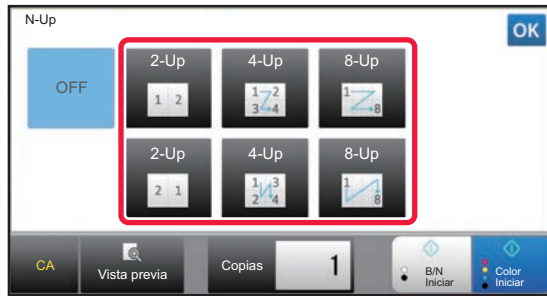 N-Up
OK
OFF
2-Up
4-Up
8-Up
1 2
1 2
3 4
1
8
2-Up
4-Up
8-Up
2 1
1 3
2 4
1
8
CA
Vista previa
Copias
1
B/N
Iniciar
Color
Iniciar